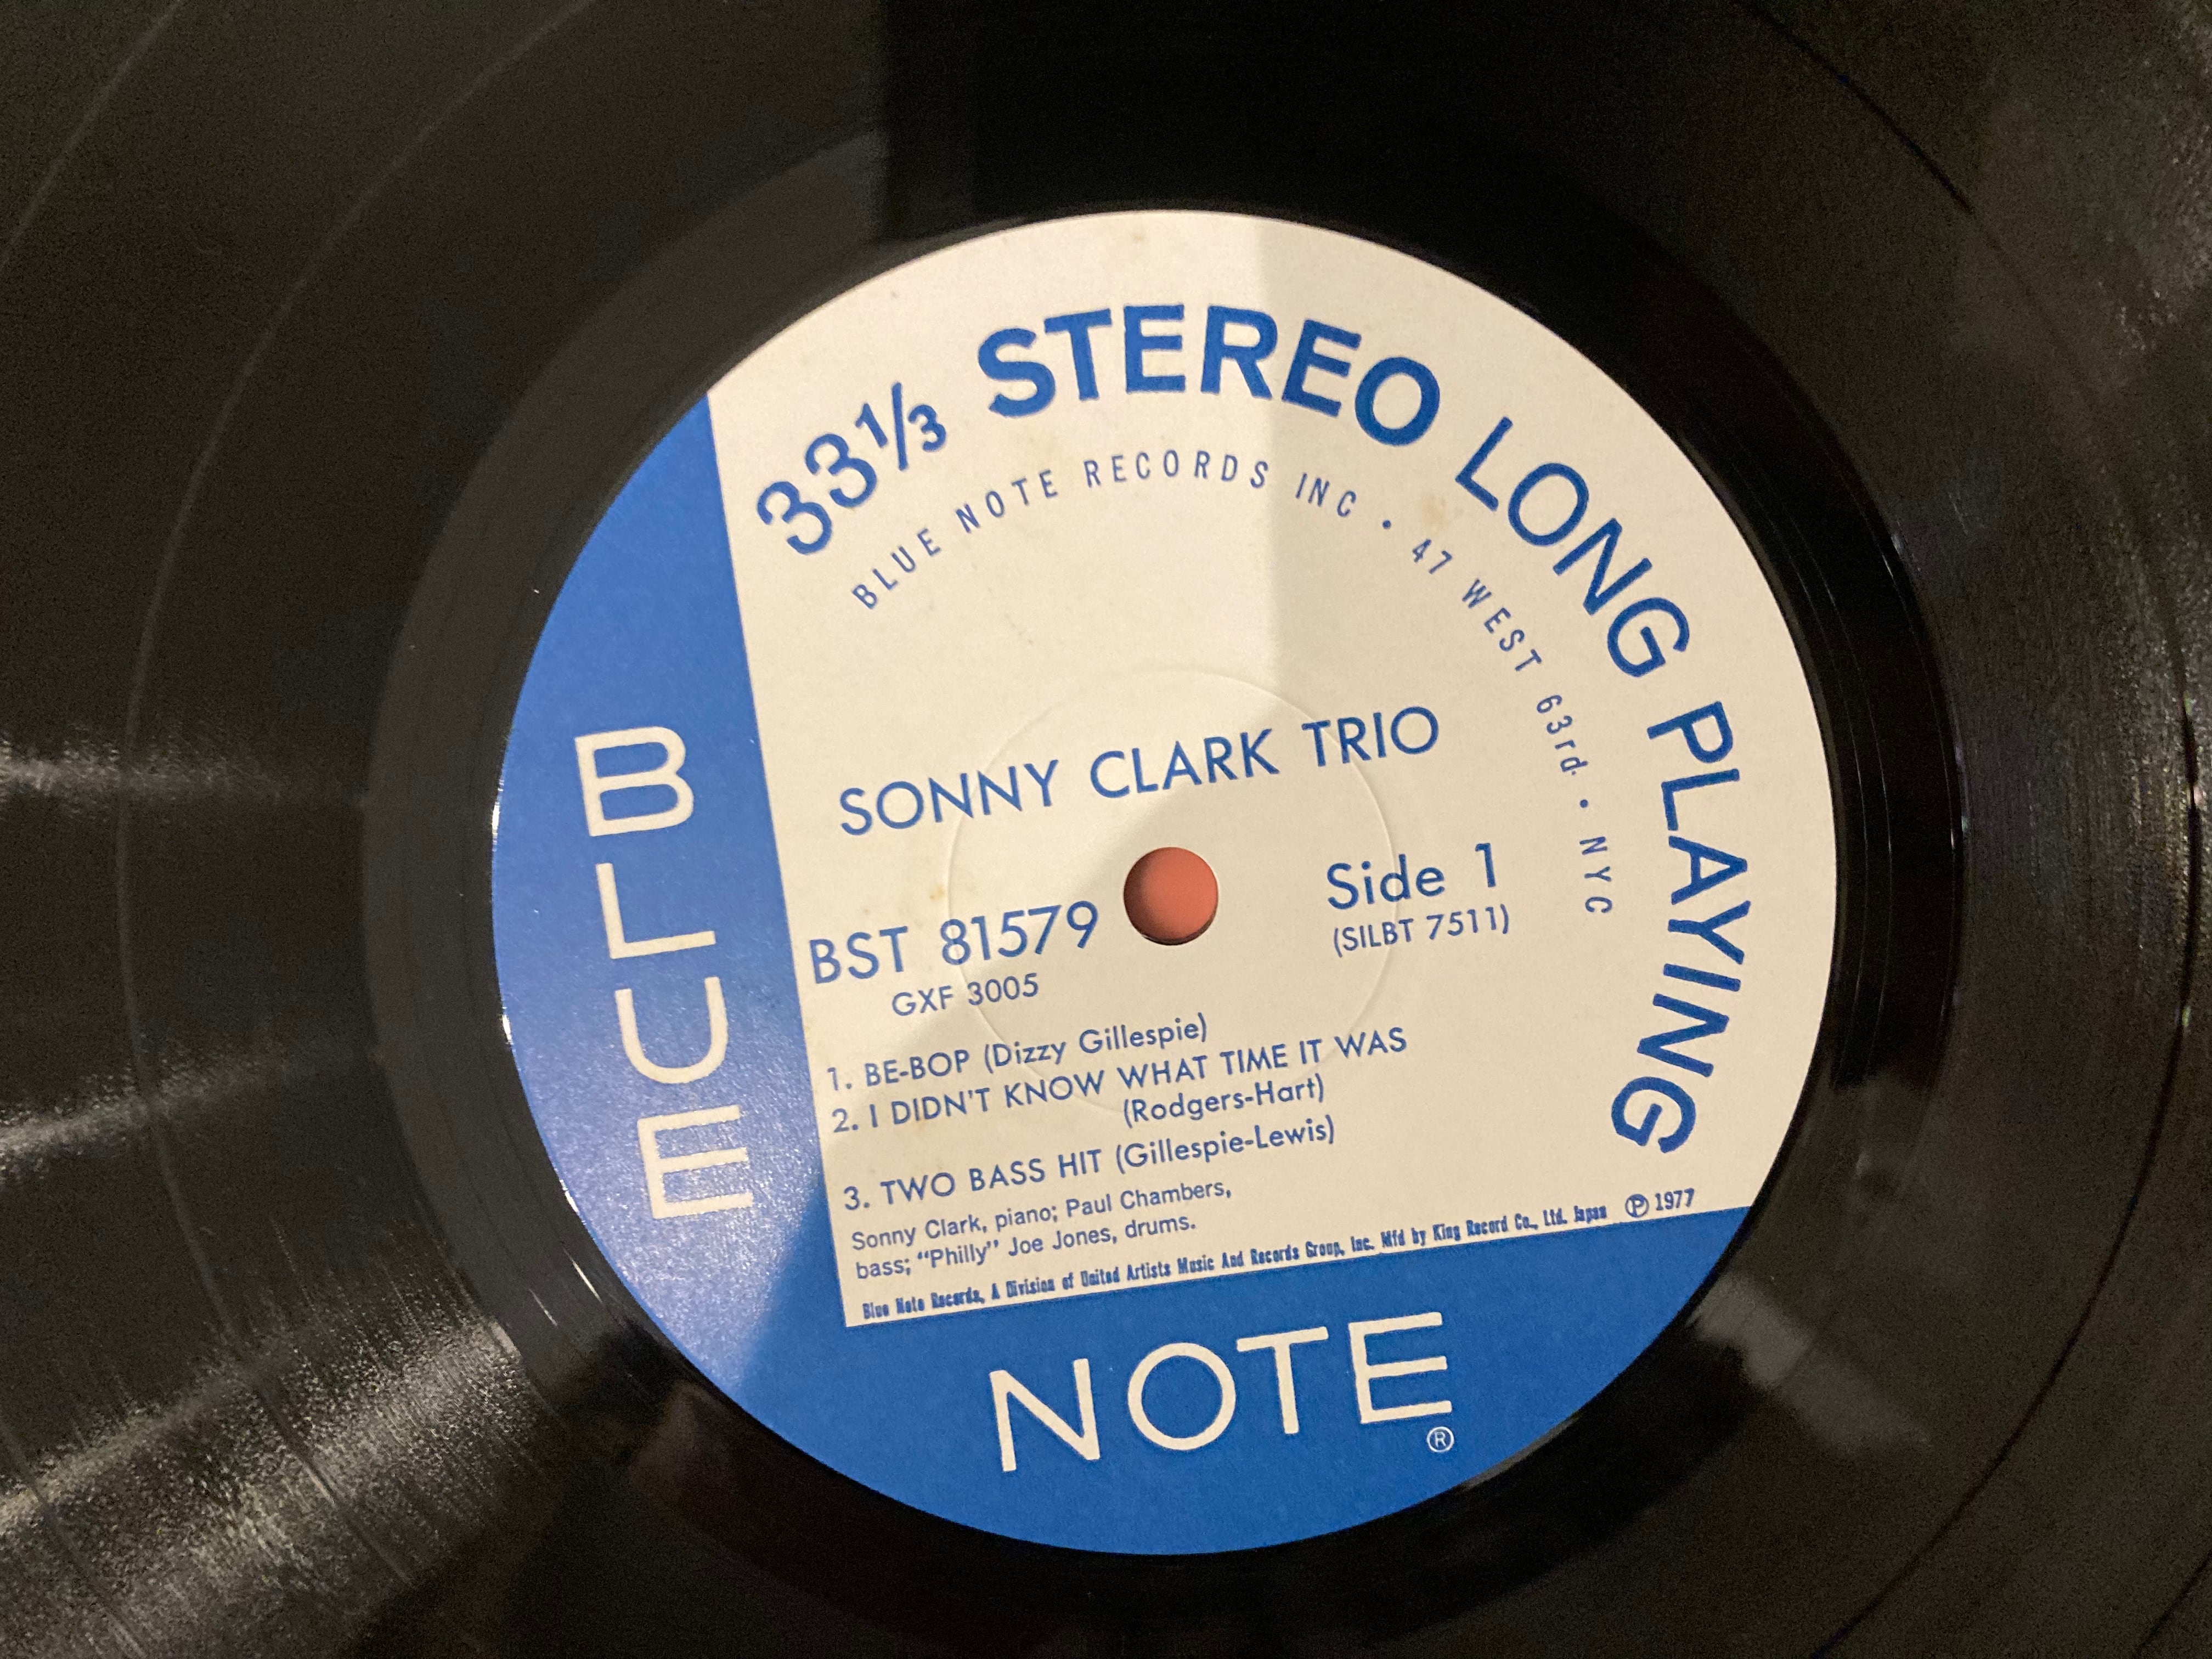 33⅓ STEREO LONG PLAYING
BLUE NOTE RECORDS INC • 47 WEST 63rd • NYC
SONNY CLARK TRIO
BST 81579
GXF 3005
Side 1
(SILBT 7511)
1. BE-BOP (Dizzy Gillespie)
2. I DIDN'T KNOW WHAT TIME IT WAS
(Rodgers-Hart)
3. TWO BASS HIT (Gillespie-Lewis)
Sonny Clark, piano; Paul Chambers,
bass; “Philly” Joe Jones, drums.
Blue Note Records, A Division of United Artists Music And Records Group, Inc. Mfd by King Record Co., Ltd. Japan ℗ 1977
BLUE
NOTE®